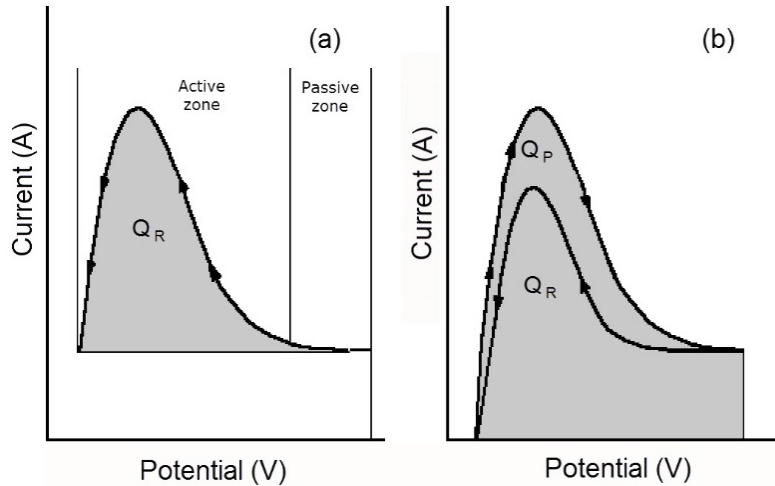 (a)
Active
zone
Passive
zone
Q R
Current (A)
Potential (V)
(b)
Q P
Q R
Current (A)
Potential (V)